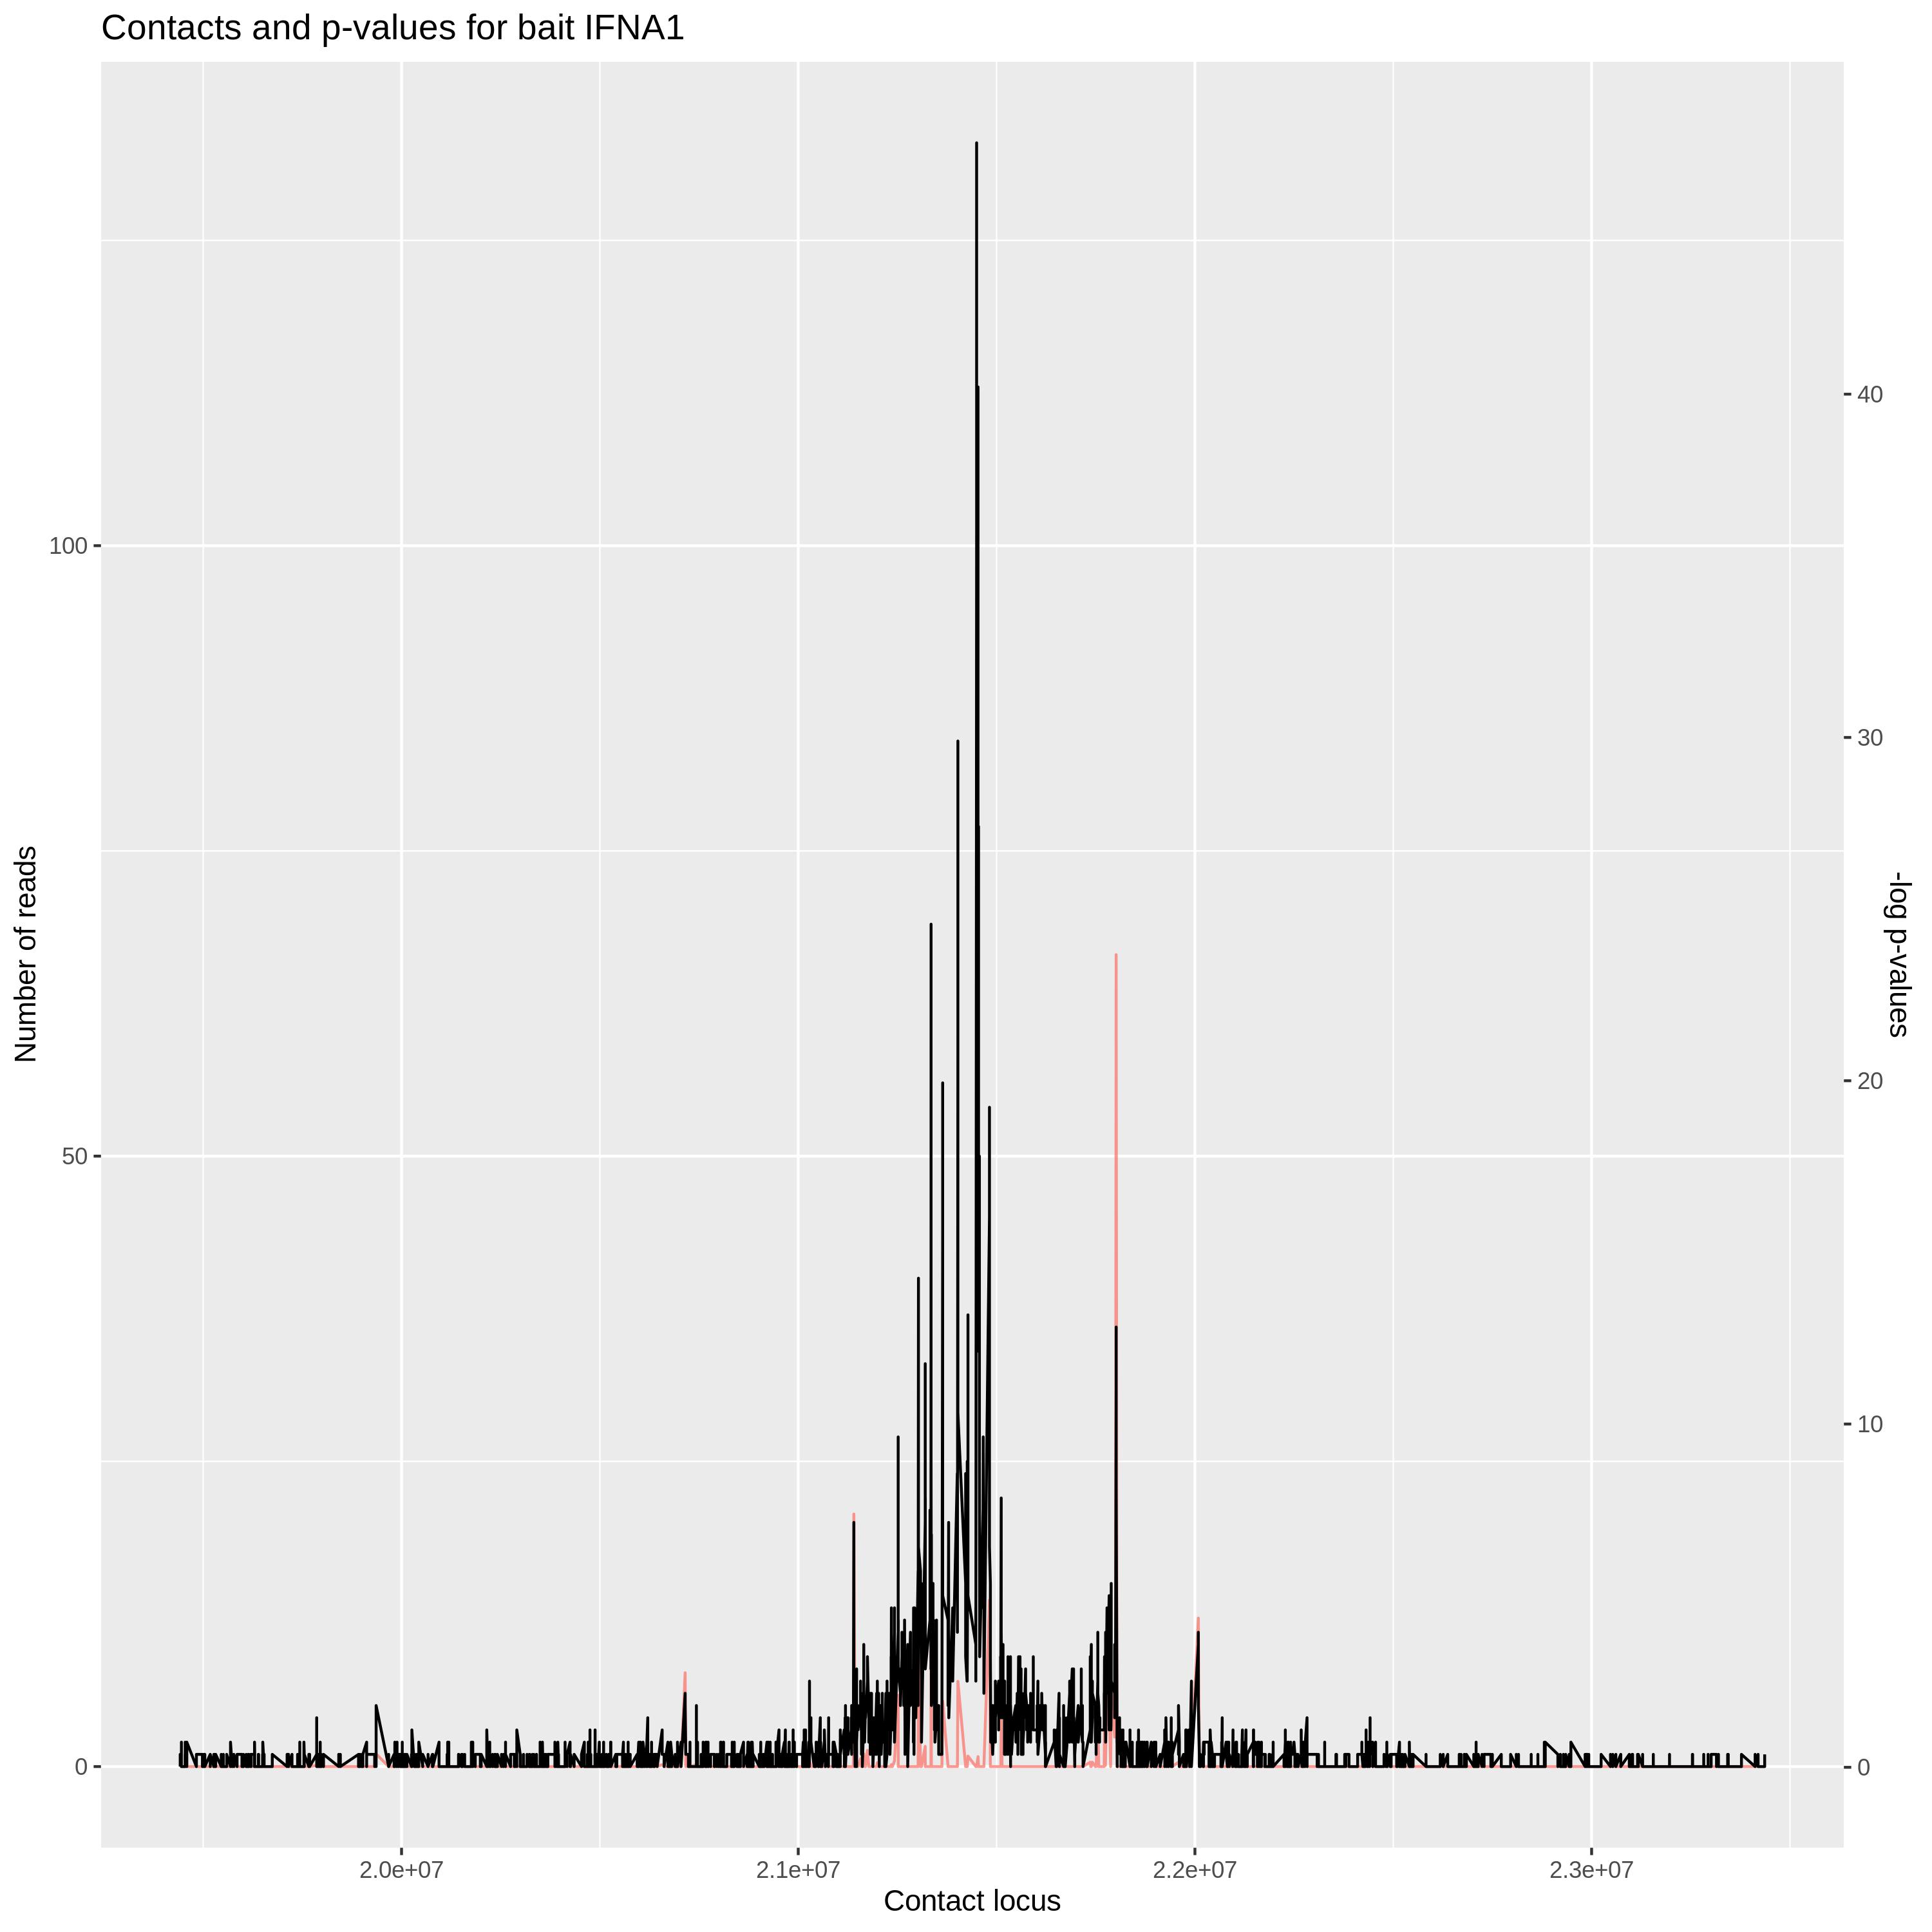 Contacts and p-values for bait IFNA1
Number of reads
100
50
0
40
30
20
10
0
-log p-values
2.0e+07
2.1e+07
2.2e+07
2.3e+07
Contact locus